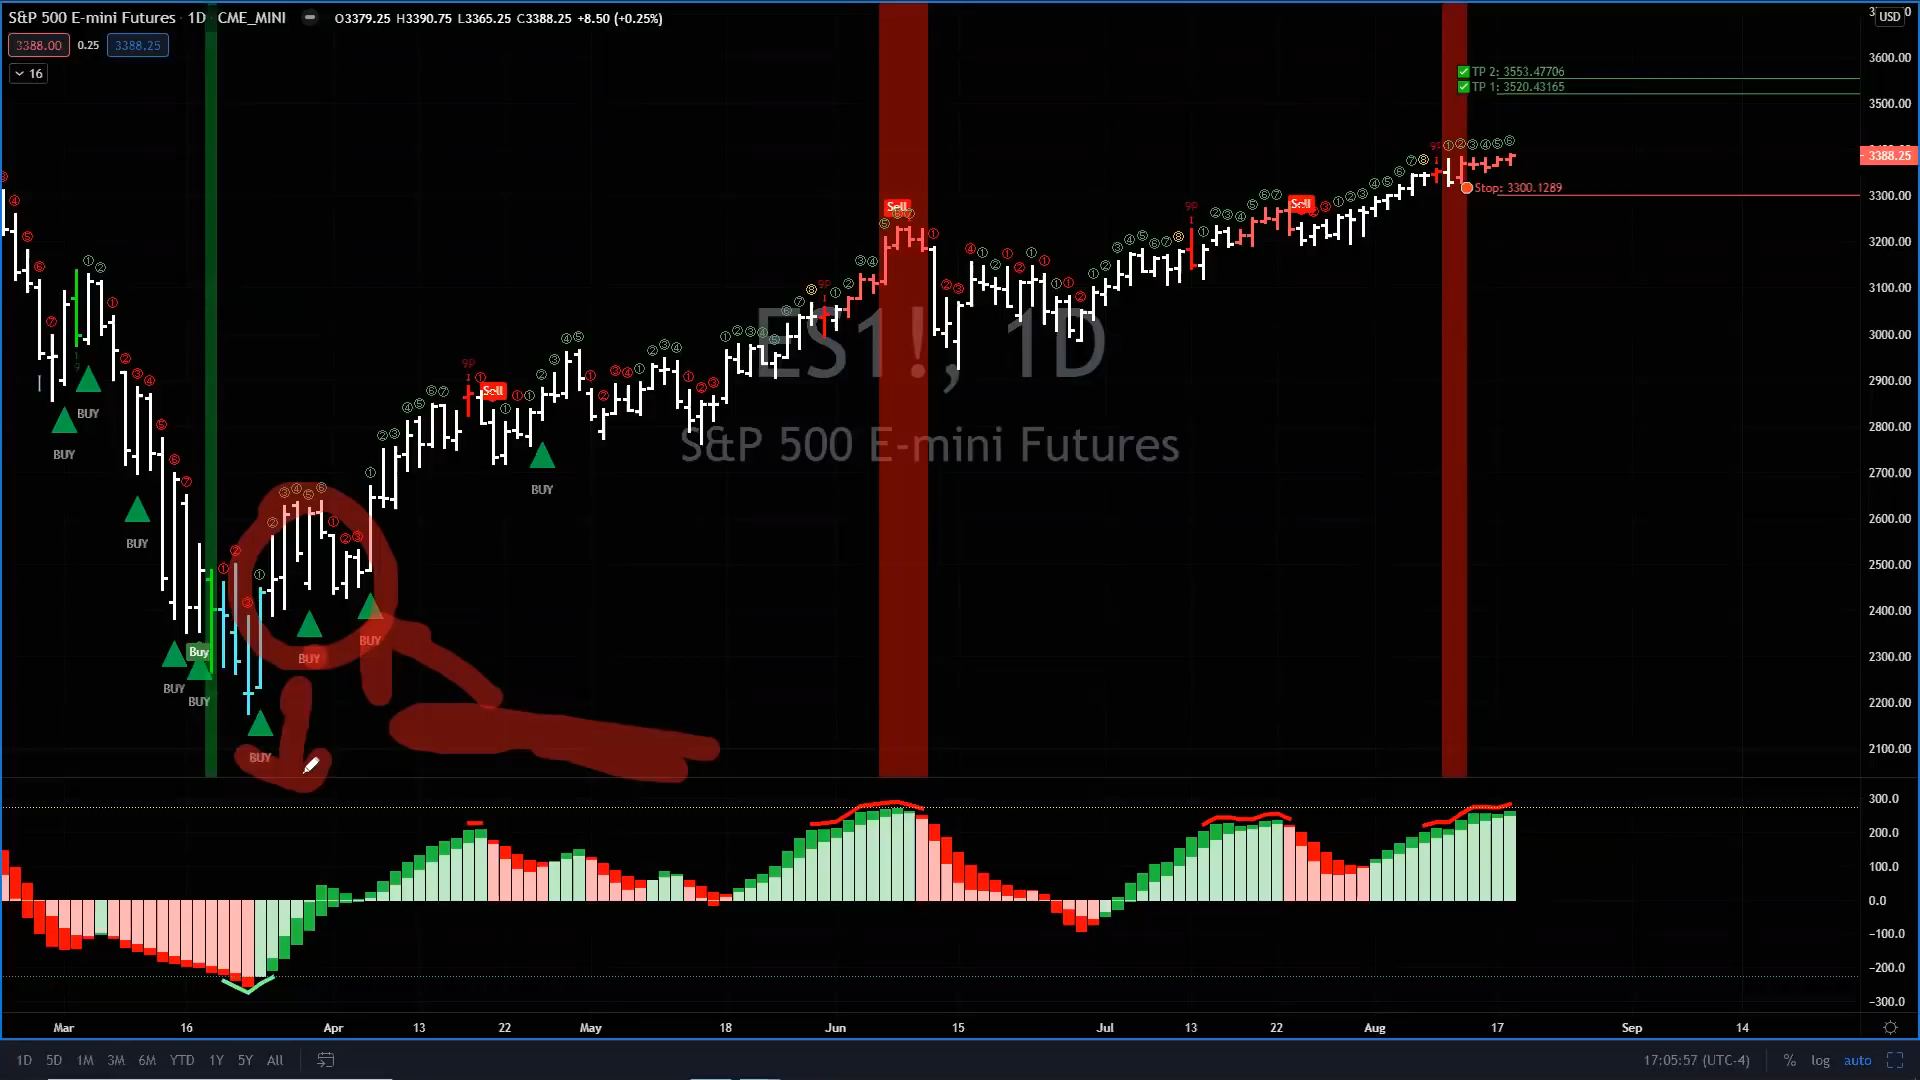 S&P 500 E-mini Futures · 1D · CME_MINI O3379.25 H3390.75 L3365.25 C3388.25 +8.50 (+0.25%)
USD
3388.00 0.25 3388.25
16
3600.00
3500.00
3388.25
3300.00
3200.00
3100.00
3000.00
2900.00
2800.00
2700.00
2600.00
2500.00
2400.00
2300.00
2200.00
2100.00
TP 2: 3553.47706
TP 1: 3520.43165
Stop: 3300.1289
Sell
Sell
Sell
ES1!, 1D
S&P 500 E-mini Futures
BUY
BUY
BUY
BUY
Buy
BUY
BUY
BUY
BUY
BUY
300.0
200.0
100.0
0.0
-100.0
-200.0
-300.0
Mar 16 Apr 13 22 May 18 Jun 15 Jul 13 22 Aug 17 Sep 14
1D 5D 1M 3M 6M YTD 1Y 5Y All
17:05:57 (UTC-4) % log auto